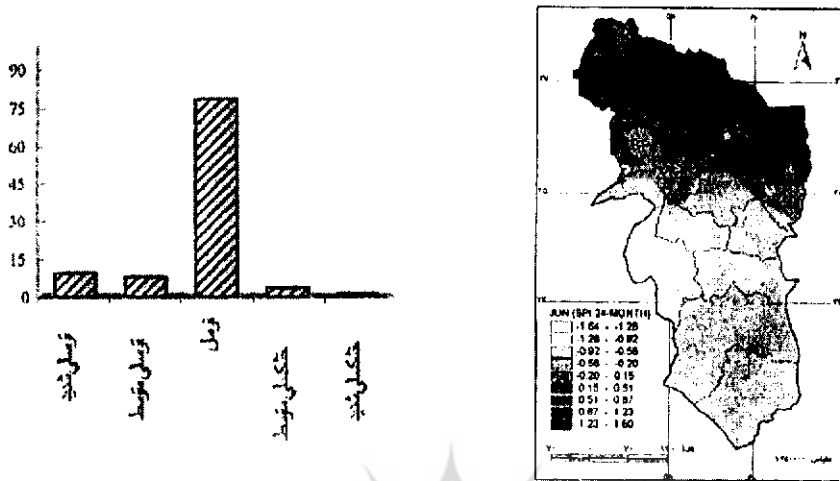 90
75
60
45
30
15
0
ترسالی شدید
ترسالی متوسط
نرمال
خشکسالی متوسط
خشکسالی شدید
N
JUN (SPI 24-MONTH)
-1.64 - -1.28
-1.28 - -0.92
-0.92 - -0.56
-0.56 - -0.20
-0.20 - 0.15
0.15 - 0.51
0.51 - 0.87
0.87 - 1.23
1.23 - 1.60